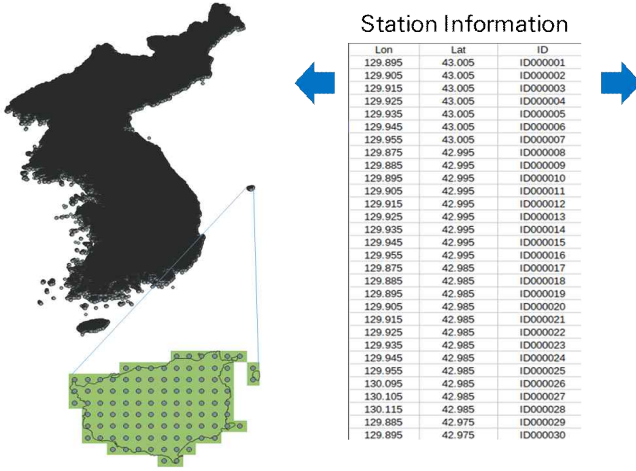 Station Information
Lon Lat ID
129.895 43.005 ID000001
129.905 43.005 ID000002
129.915 43.005 ID000003
129.925 43.005 ID000004
129.935 43.005 ID000005
129.945 43.005 ID000006
129.955 43.005 ID000007
129.875 42.995 ID000008
129.885 42.995 ID000009
129.895 42.995 ID000010
129.905 42.995 ID000011
129.915 42.995 ID000012
129.925 42.995 ID000013
129.935 42.995 ID000014
129.945 42.995 ID000015
129.955 42.995 ID000016
129.875 42.985 ID000017
129.885 42.985 ID000018
129.895 42.985 ID000019
129.905 42.985 ID000020
129.915 42.985 ID000021
129.925 42.985 ID000022
129.935 42.985 ID000023
129.945 42.985 ID000024
129.955 42.985 ID000025
130.095 42.985 ID000026
130.105 42.985 ID000027
130.115 42.985 ID000028
129.885 42.975 ID000029
129.895 42.975 ID000030